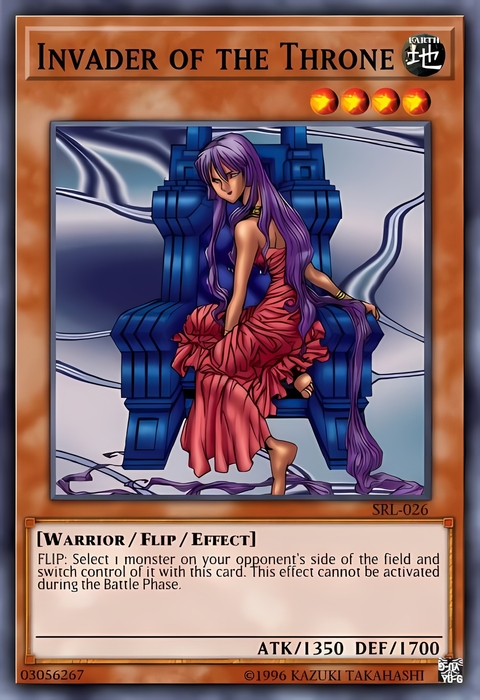 INVADER OF THE THRONE
EARTH
地
SRL-026
[WARRIOR / FLIP / EFFECT]
FLIP: Select 1 monster on your opponent's side of the field and
switch control of it with this card. This effect cannot be activated
during the Battle Phase.
ATK/1350 DEF/1700
03056267
©1996 KAZUKI TAKAHASHI